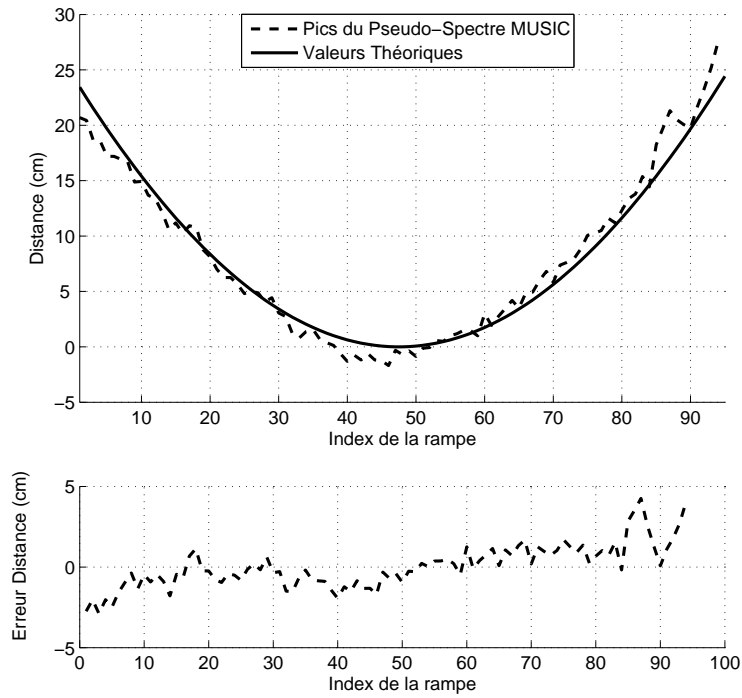 30
25
20
15
10
5
0
−5
Distance (cm)
Pics du Pseudo−Spectre MUSIC
Valeurs Théoriques
10 20 30 40 50 60 70 80 90
Index de la rampe
5
0
−5
Erreur Distance (cm)
0 10 20 30 40 50 60 70 80 90 100
Index de la rampe